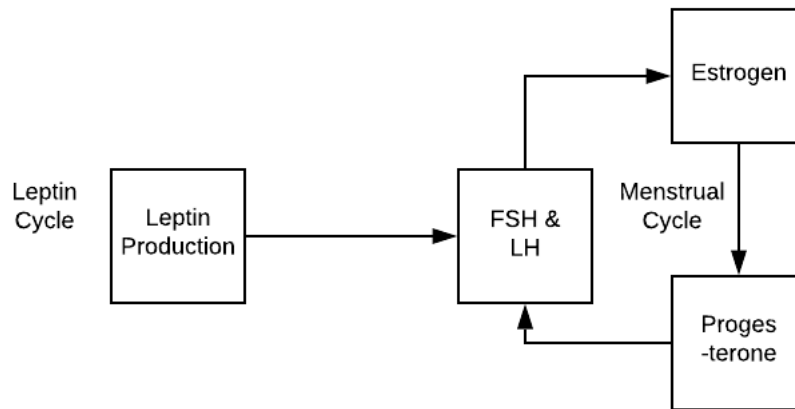 Estrogen
Leptin
Cycle
Leptin
Production
FSH &
LH
Menstrual
Cycle
Proges
-terone